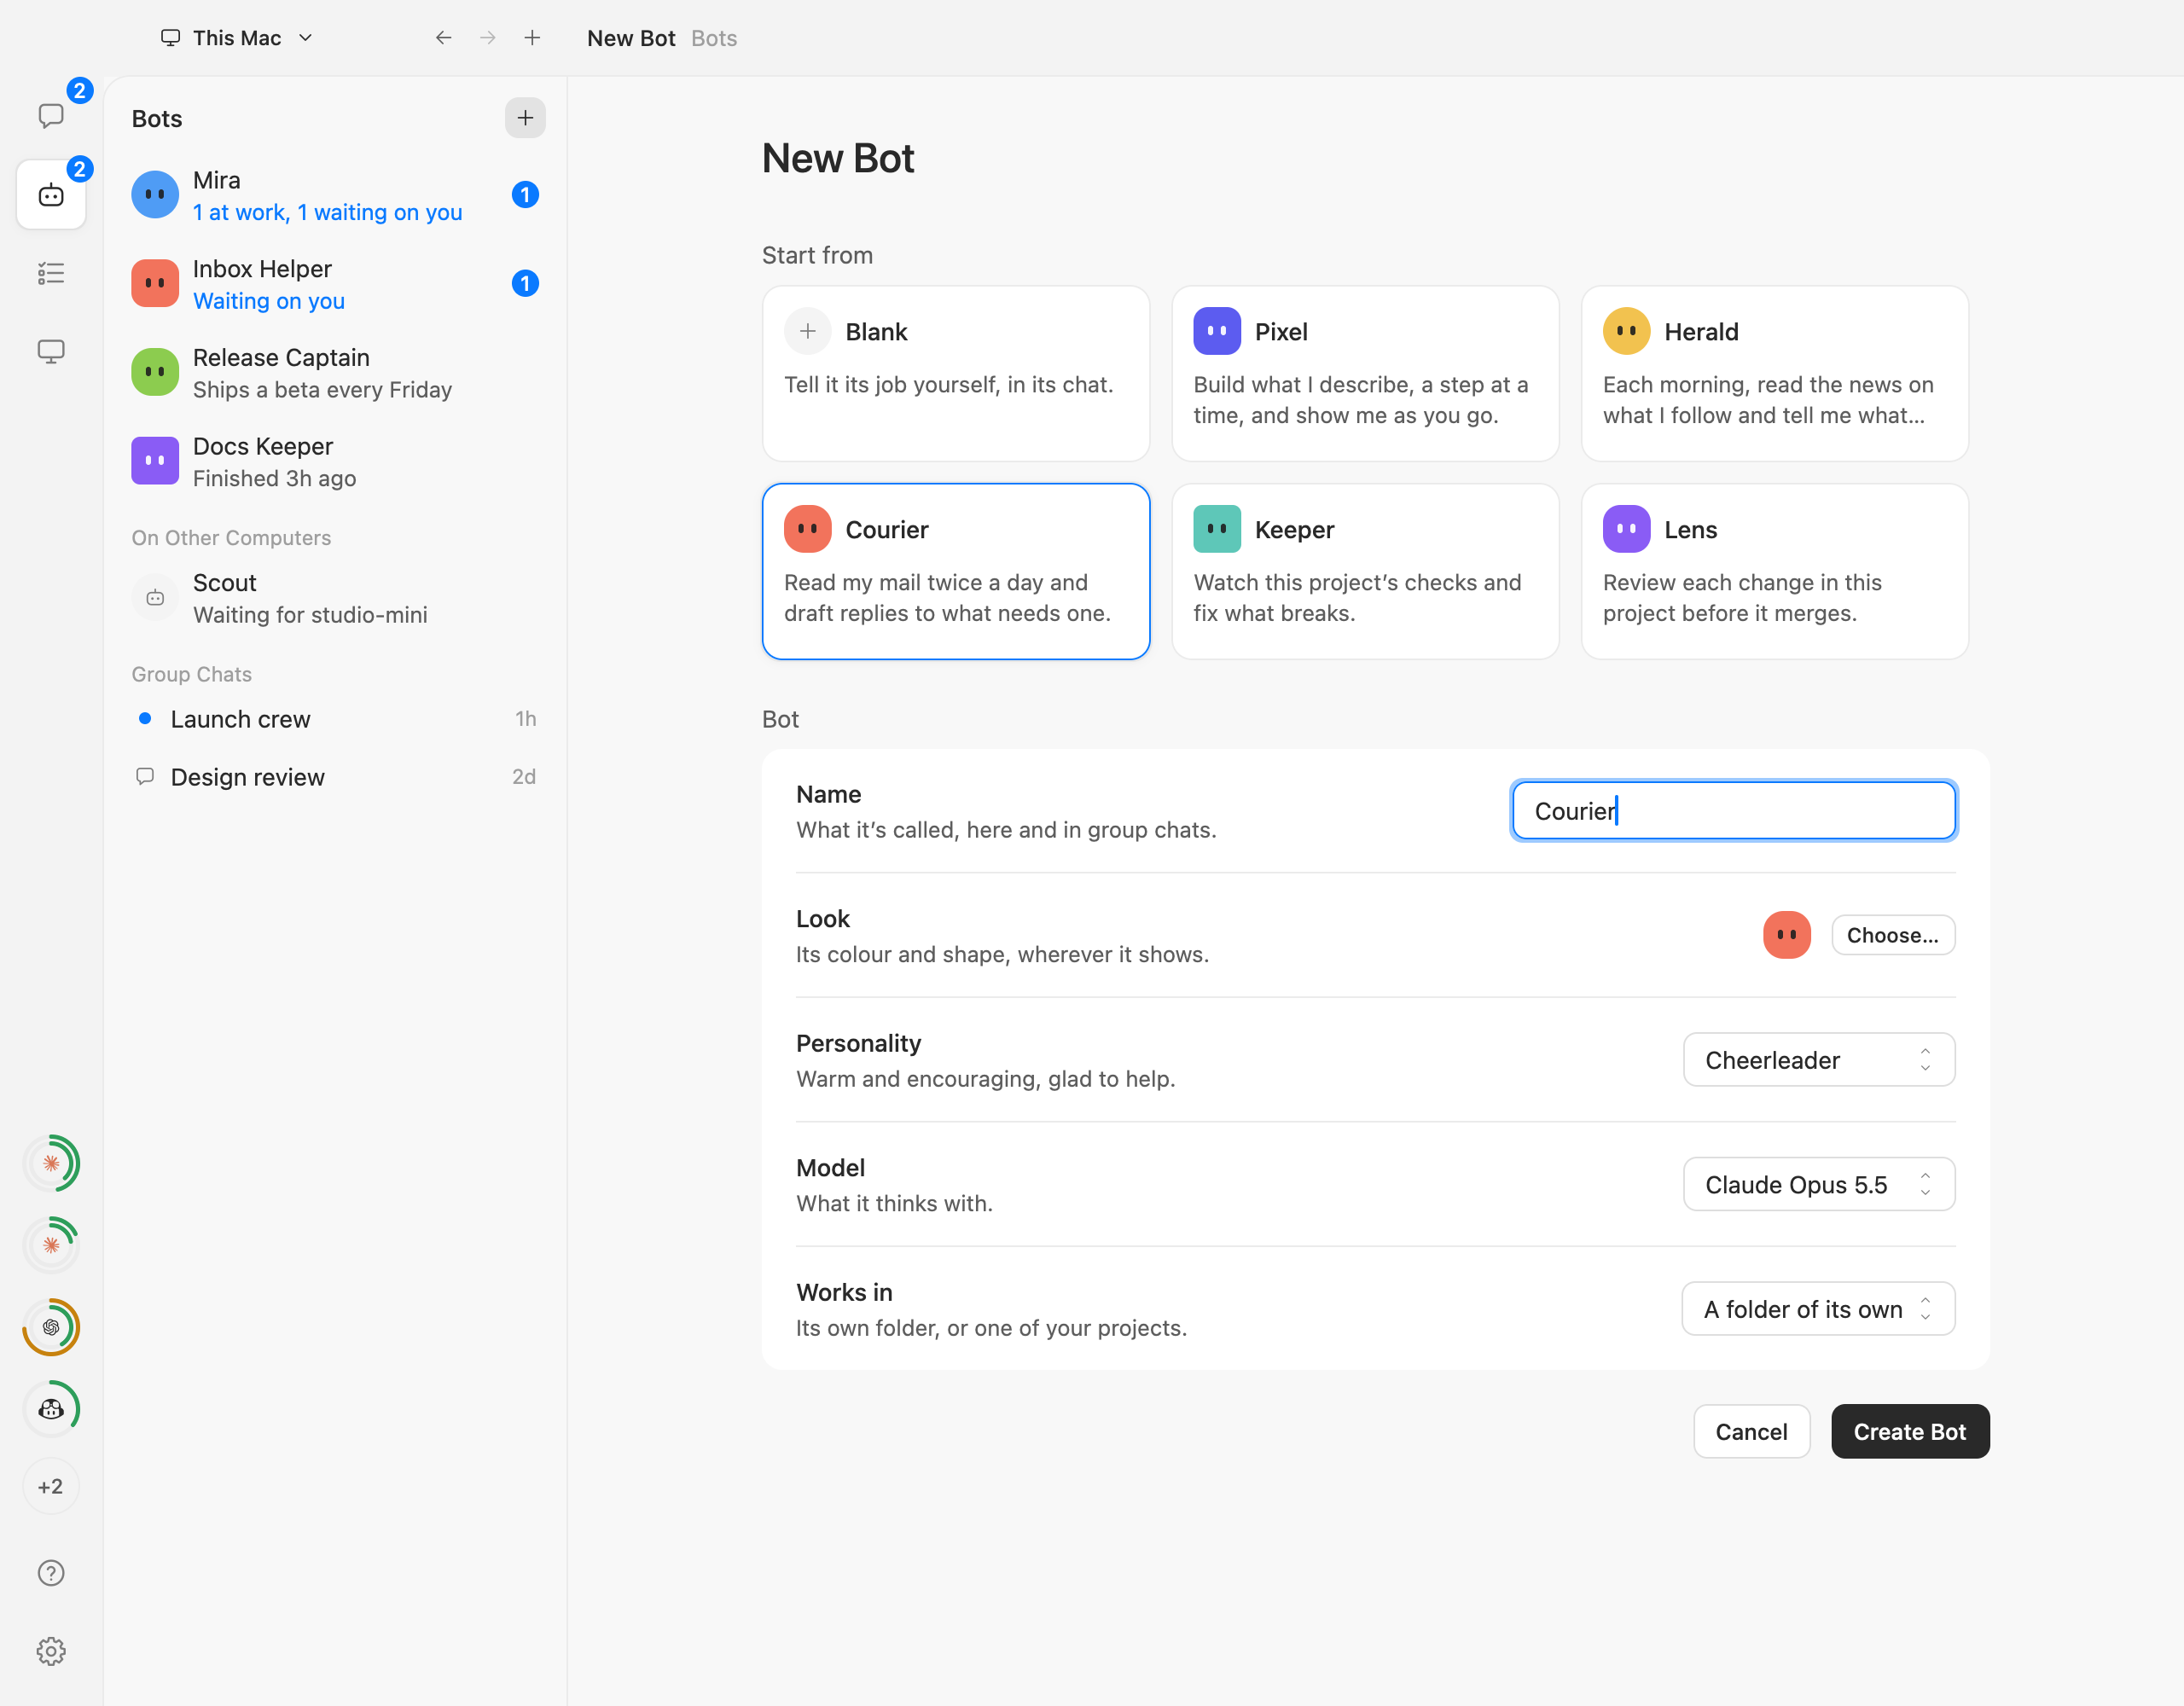 This Mac
New Bot Bots
2
2
Bots
Mira
1 at work, 1 waiting on you
1
Inbox Helper
Waiting on you
1
Release Captain
Ships a beta every Friday
Docs Keeper
Finished 3h ago
On Other Computers
Scout
Waiting for studio-mini
Group Chats
Launch crew 1h
Design review 2d
+2
New Bot
Start from
Blank
Tell it its job yourself, in its chat.
Pixel
Build what I describe, a step at a
time, and show me as you go.
Herald
Each morning, read the news on
what I follow and tell me what...
Courier
Read my mail twice a day and
draft replies to what needs one.
Keeper
Watch this project’s checks and
fix what breaks.
Lens
Review each change in this
project before it merges.
Bot
Name
What it’s called, here and in group chats.
Courier
Look
Its colour and shape, wherever it shows.
Choose...
Personality
Warm and encouraging, glad to help.
Cheerleader
Model
What it thinks with.
Claude Opus 5.5
Works in
Its own folder, or one of your projects.
A folder of its own
Cancel
Create Bot